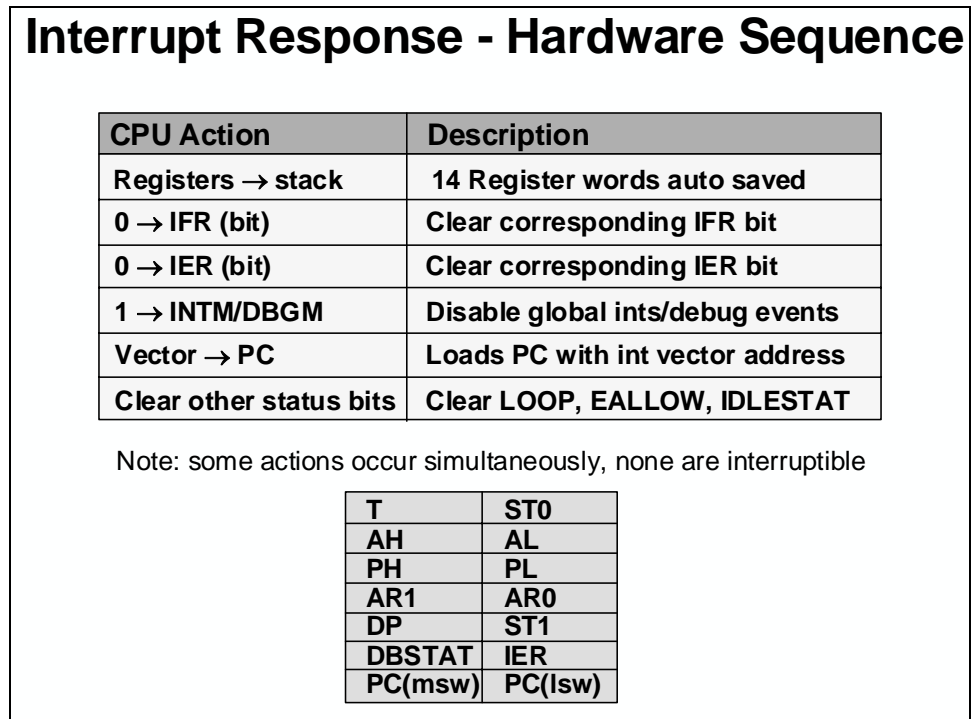 Interrupt Response - Hardware Sequence
CPU Action Description
Registers → stack 14 Register words auto saved
0 → IFR (bit) Clear corresponding IFR bit
0 → IER (bit) Clear corresponding IER bit
1 → INTM/DBGM Disable global ints/debug events
Vector → PC Loads PC with int vector address
Clear other status bits Clear LOOP, EALLOW, IDLESTAT
Note: some actions occur simultaneously, none are interruptible
T ST0
AH AL
PH PL
AR1 AR0
DP ST1
DBSTAT IER
PC(msw) PC(lsw)